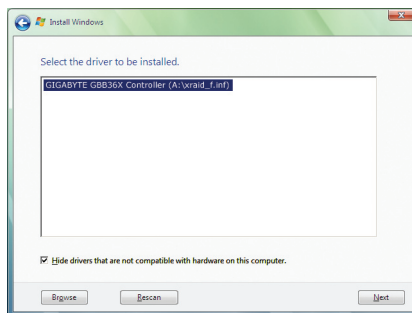 Install Windows
Select the driver to be installed.
GIGABYTE GBB36X Controller (A:\xraid_f.inf)
Hide drivers that are not compatible with hardware on this computer.
Browse Rescan Next